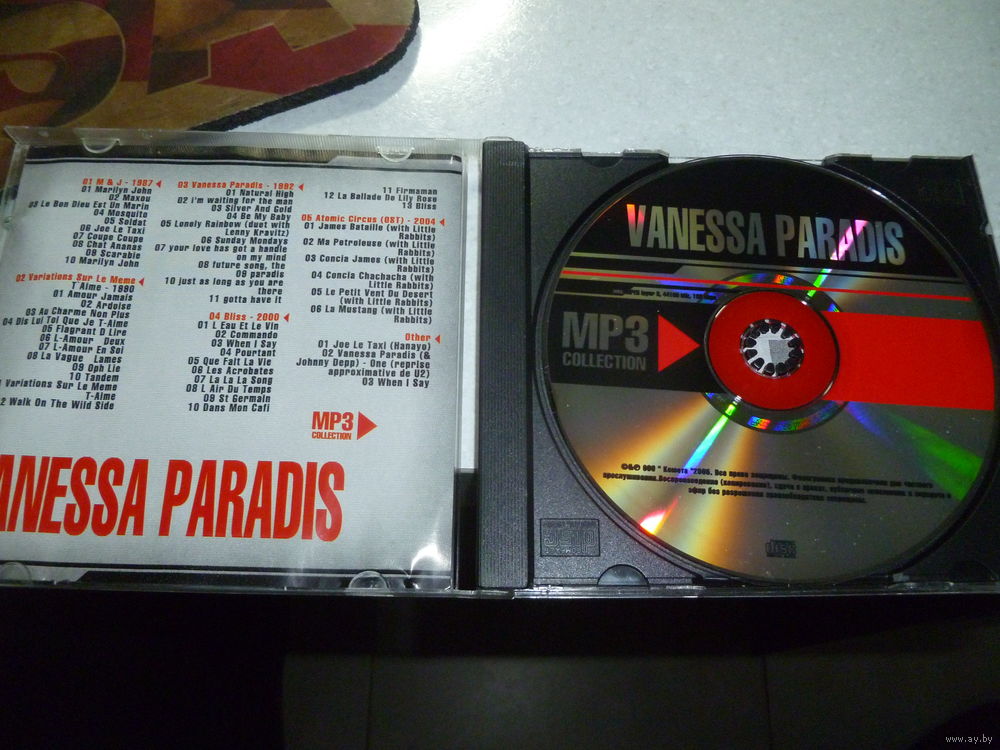 01 M & J - 1987
01 Marilyn John
02 Maxou
03 Le Bon Dieu Est Un Marin
04 Mosquito
05 Soldat
06 Joe Le Taxi
07 Coupe Coupe
08 Chat Ananas
09 Scarabie
10 Marilyn John
02 Variations Sur Le Meme
T'Aime - 1990
01 Amour Jamais
02 Ardoise
03 Au Charme Non Plus
04 Dis Lui Toi Que Je T-Aime
05 Flagrant D Lire
06 L-Amour Deux
07 L-Amour En Soi
08 La Vague Lames
09 Oph Lie
10 Tandem
Variations Sur Le Meme
T-Aime
2 Walk On The Wild Side
03 Vanessa Paradis - 1992
01 Natural High
02 i'm waiting for the man
03 Silver And Gold
04 Be My Baby
05 Lonely Rainbow (duet with
Lenny Kravitz)
06 Sunday Mondays
07 your love has got a handle
on my mind
08 future song, the
09 paradis
10 just as long as you are
there
11 gotta have it
04 Bliss - 2000
01 L Eau Et Le Vin
02 Commando
03 When I Say
04 Pourtant
05 Que Fait La Vie
06 Les Acrobates
07 La La La Song
08 L Air Du Temps
09 St Germain
10 Dans Mon Cafi
11 Firmaman
12 La Ballade De Lily Rose
13 Bliss
05 Atomic Circus (OST) - 2004
01 James Bataille (with Little
Rabbits)
02 Ma Petroleuse (with Little
Rabbits)
03 Concia James (with Little
Rabbits)
04 Concia Chachacha (with
Little Rabbits)
05 Le Petit Vent Du Desert
(with Little Rabbits)
06 La Mustang (with Little
Rabbits)
Other
01 Joe Le Taxi (Hanayo)
02 Vanessa Paradis (&
Johnny Depp) - One (reprise
approximative de U2)
03 When I Say
MP3
COLLECTION
ANESSA PARADIS
VANESSA PARADIS
MP3
COLLECTION
ООО " Комета "2006. Все права защищены.
www.ay.by